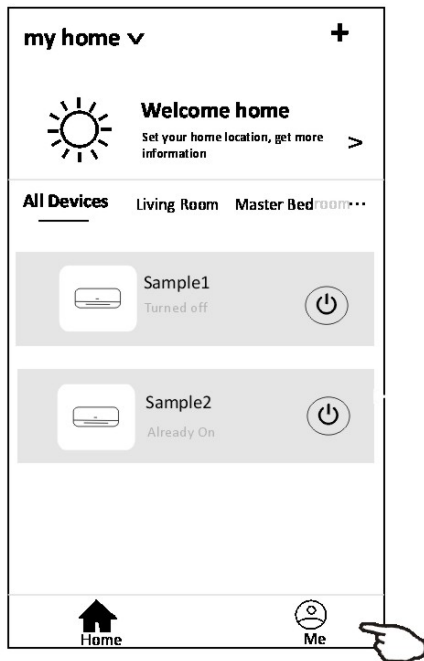 my home
Welcome home
Set your home location, get more
information
All Devices Living Room Master Bedroom ...
Sample1
Turned off
Sample2
Already On
Home Me